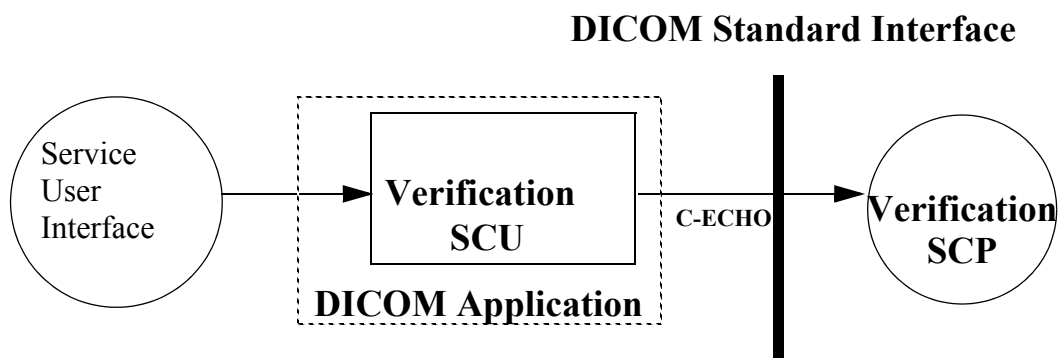 DICOM Standard Interface
Service
User
Interface
Verification
SCU
DICOM Application
C-ECHO
Verification
SCP